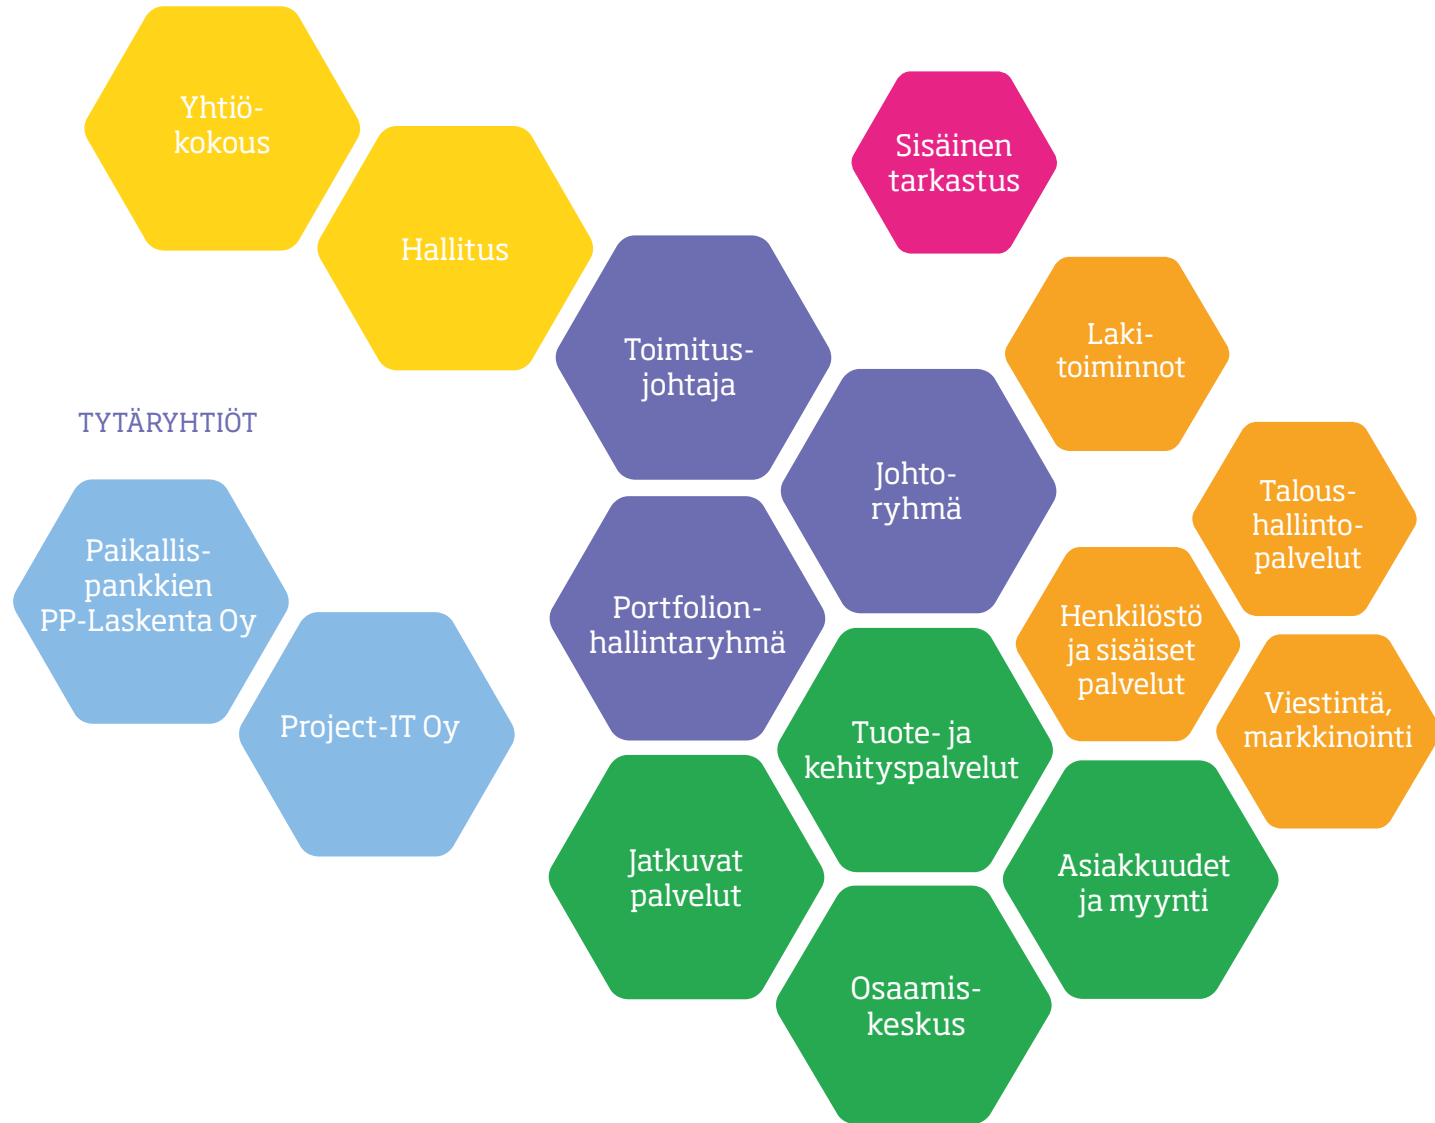 Yhtiö-
kokous
Hallitus
Sisäinen
tarkastus
Toimitus-
johtaja
Laki-
toiminnot
Johto-
ryhmä
Talous-
hallinto-
palvelut
Portfolion-
hallintaryhmä
Henkilöstö
ja sisäiset
palvelut
Viestintä,
markkinointi
Tuote- ja
kehityspalvelut
Jatkuvat
palvelut
Asiakkuudet
ja myynti
Osaamis-
keskus
TYTÄRYHTIÖT
Paikallis-
pankkien
PP-Laskenta Oy
Project-IT Oy